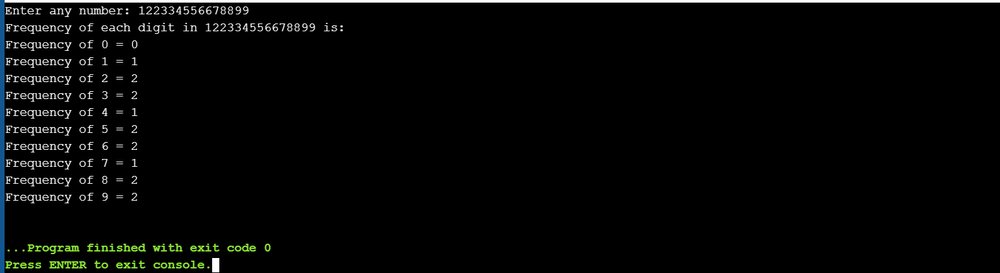 Enter any number: 122334556678899
Frequency of each digit in 122334556678899 is:
Frequency of 0 = 0
Frequency of 1 = 1
Frequency of 2 = 2
Frequency of 3 = 2
Frequency of 4 = 1
Frequency of 5 = 2
Frequency of 6 = 2
Frequency of 7 = 1
Frequency of 8 = 2
Frequency of 9 = 2
...Program finished with exit code 0
Press ENTER to exit console.